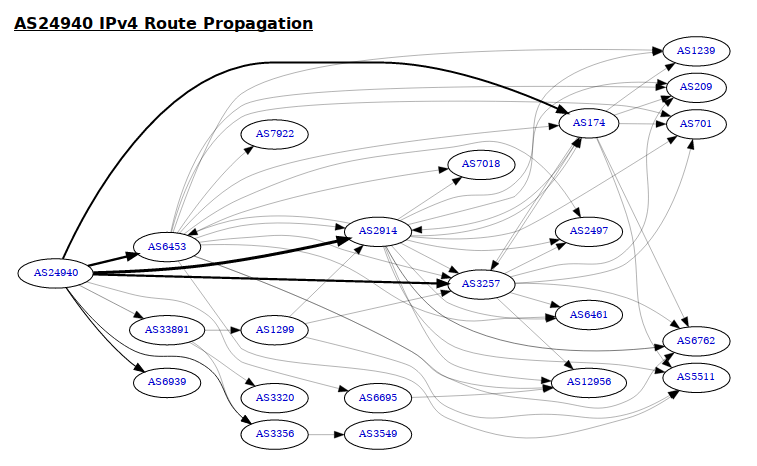 AS24940 IPv4 Route Propagation
AS1239
AS209
AS174
AS701
AS7922
AS7018
AS2914
AS2497
AS6453
AS24940
AS3257
AS6461
AS33891
AS1299
AS6762
AS5511
AS6939
AS12956
AS3320
AS6695
AS3356
AS3549